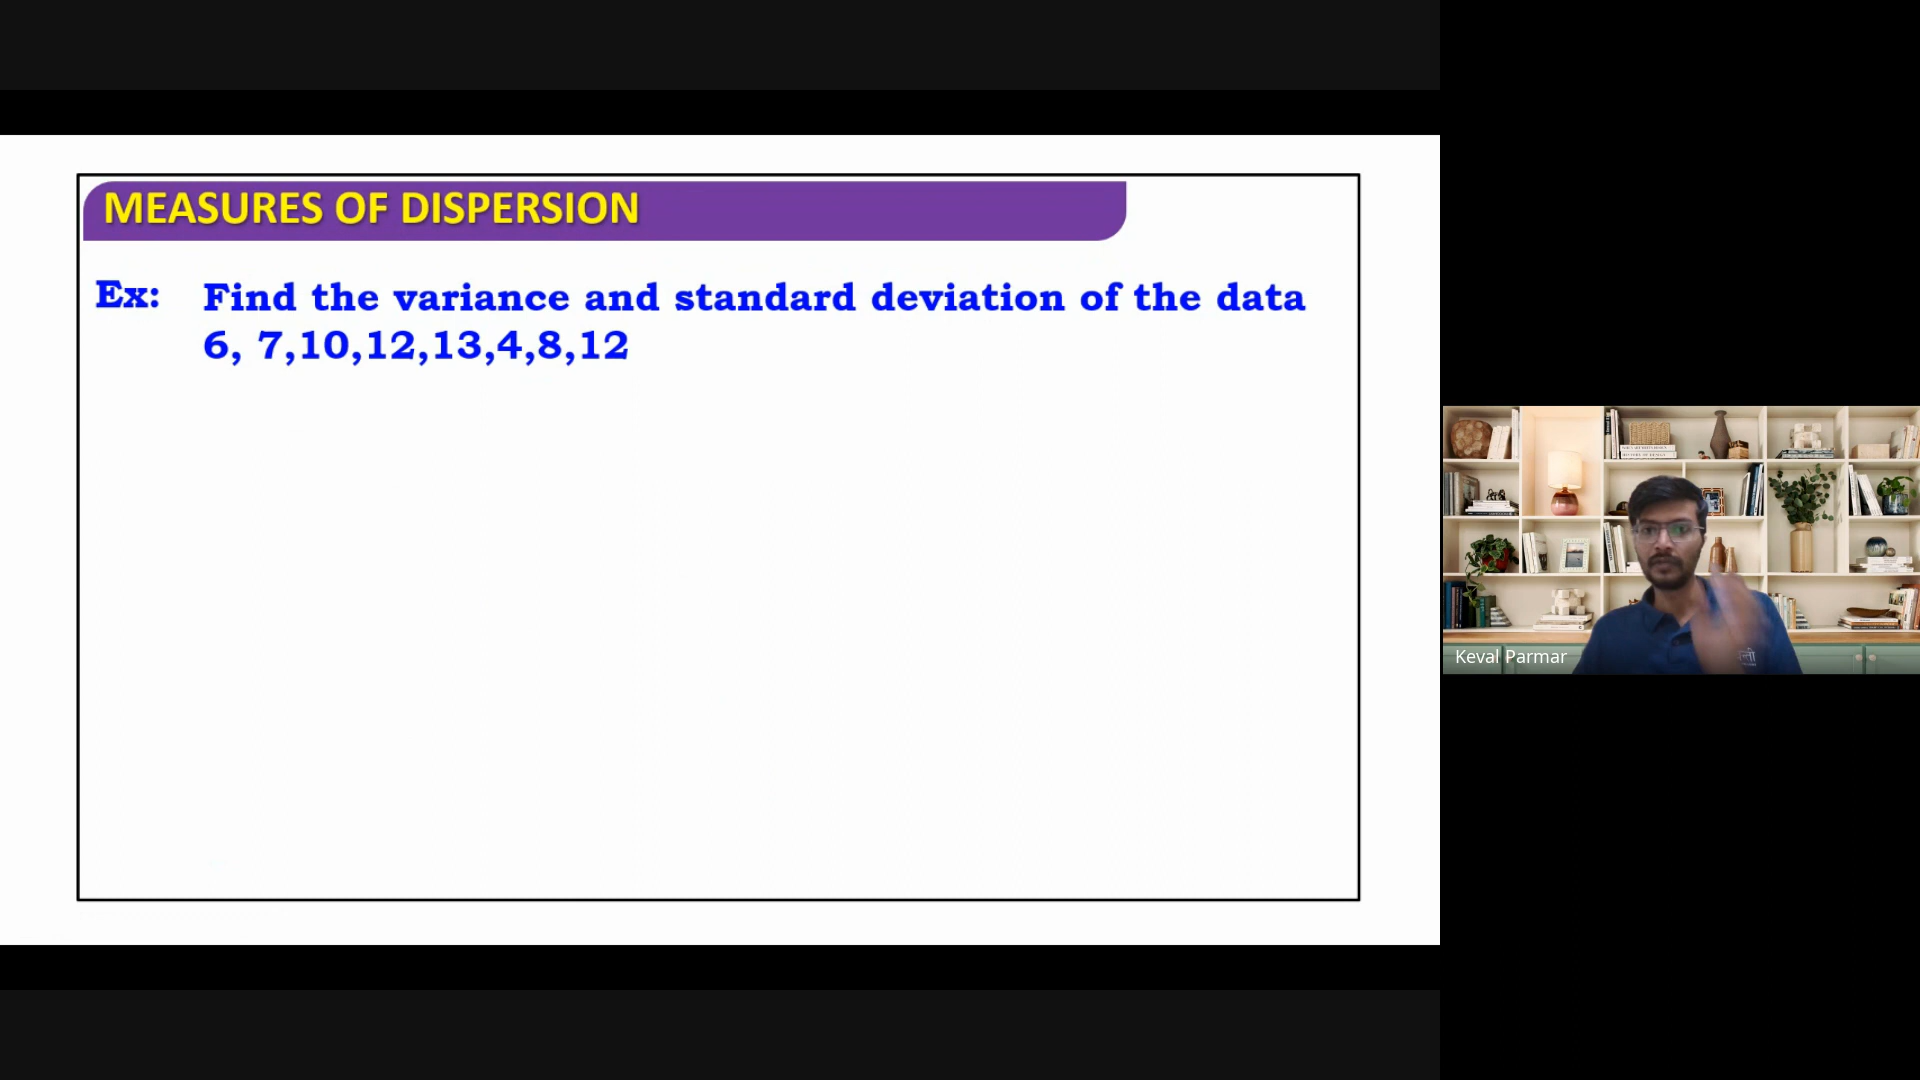 MEASURES OF DISPERSION
Ex: Find the variance and standard deviation of the data
6, 7,10,12,13,4,8,12
Keval Parmar